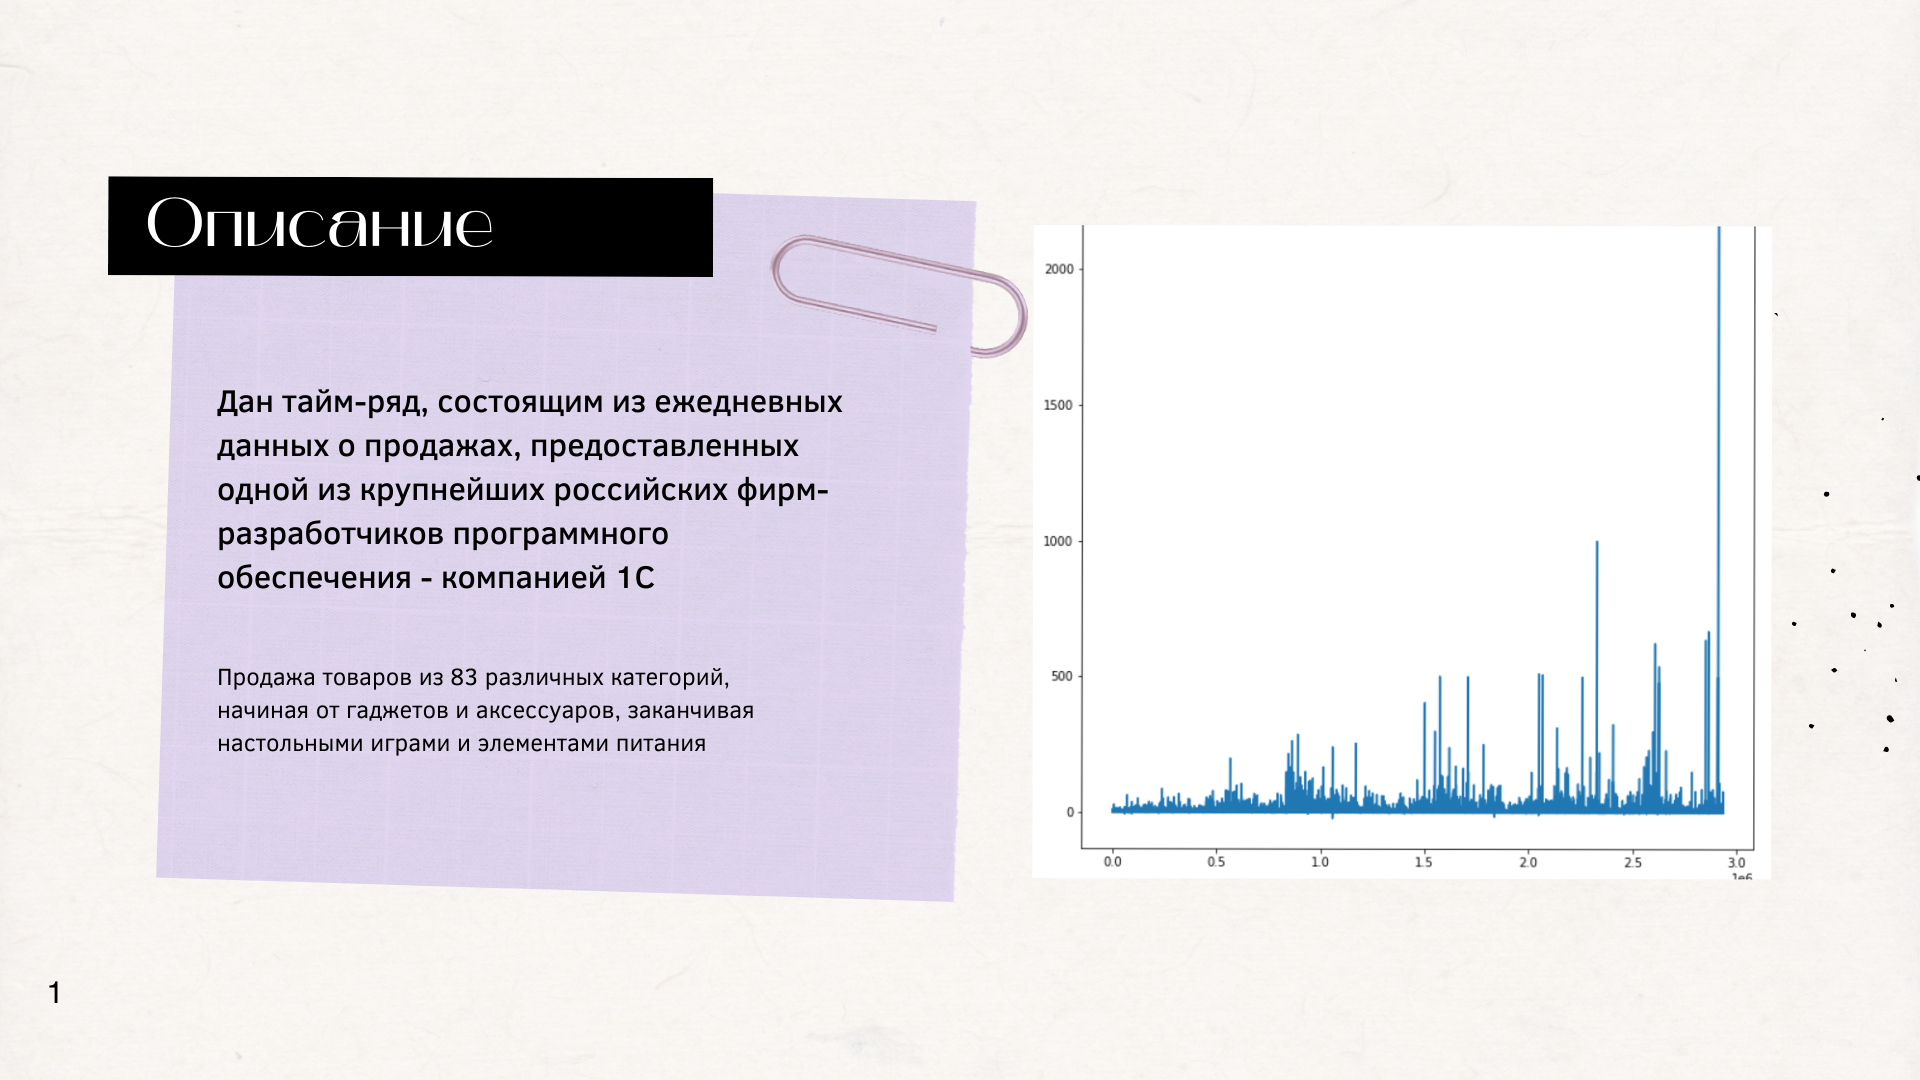 Описание
Дан тайм-ряд, состоящим из ежедневных
данных о продажах, предоставленных
одной из крупнейших российских фирм-
разработчиков программного
обеспечения - компанией 1С
Продажа товаров из 83 различных категорий,
начиная от гаджетов и аксессуаров, заканчивая
настольными играми и элементами питания
2000
1500
1000
500
0
0.0 0.5 1.0 1.5 2.0 2.5 3.0
1e6
1